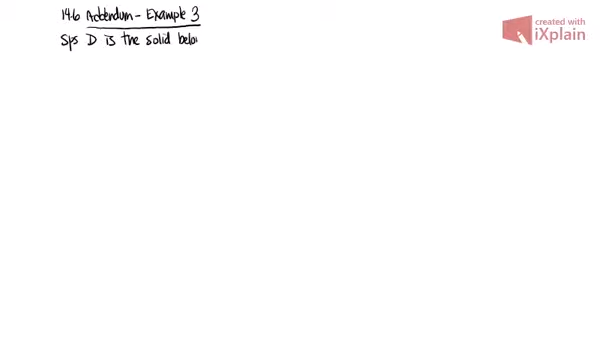 14.6 Addendum - Example 3
Sps D is the solid belo
created with
iXplain